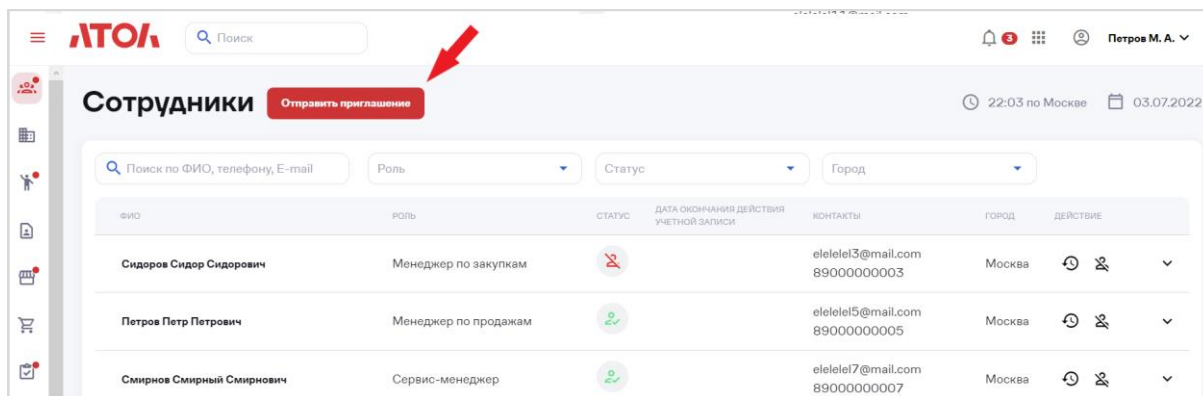 АТОЛ
Поиск
3
Петров М. А.
Сотрудники
Отправить приглашение
22:03 по Москве
03.07.2022
Поиск по ФИО, телефону, E-mail
Роль
Статус
Город
ФИО
РОЛЬ
СТАТУС
ДАТА ОКОНЧАНИЯ ДЕЙСТВИЯ
УЧЕТНОЙ ЗАПИСИ
КОНТАКТЫ
ГОРОД
ДЕЙСТВИЕ
Сидоров Сидор Сидорович
Менеджер по закупкам
elelelel3@mail.com
89000000003
Москва
Петров Петр Петрович
Менеджер по продажам
elelelel5@mail.com
89000000005
Москва
Смирнов Смирный Смирнович
Сервис-менеджер
elelelel7@mail.com
89000000007
Москва